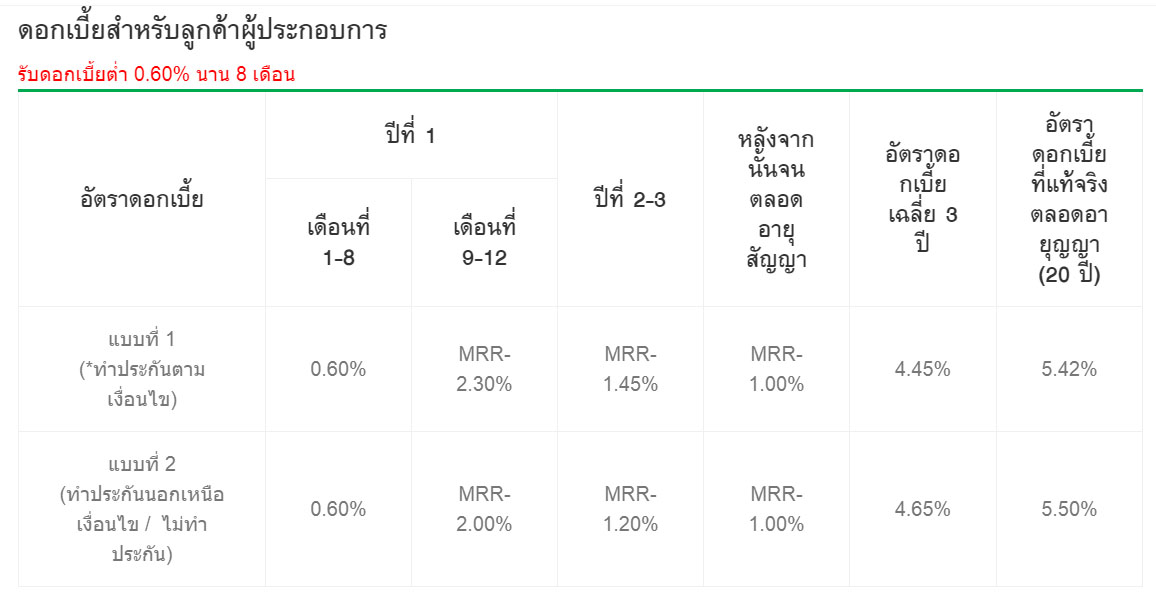 ดอกเบี้ยสำหรับลูกค้าผู้ประกอบการ
รับดอกเบี้ยต่ำ 0.60% นาน 8 เดือน
อัตราดอกเบี้ย
ปีที่ 1
เดือนที่
1-8
เดือนที่
9-12
ปีที่ 2-3
หลังจาก
นั้นจน
ตลอด
อายุ
สัญญา
อัตราดอ
กเบี้ย
เฉลี่ย 3
ปี
อัตรา
ดอกเบี้ย
ที่แท้จริง
ตลอดอา
ยุญญา
(20 ปี)
แบบที่ 1
(*ทำประกันตาม
เงื่อนไข)
0.60%
MRR-
2.30%
MRR-
1.45%
MRR-
1.00%
4.45%
5.42%
แบบที่ 2
(ทำประกันนอกเหนือ
เงื่อนไข / ไม่ทำ
ประกัน)
0.60%
MRR-
2.00%
MRR-
1.20%
MRR-
1.00%
4.65%
5.50%